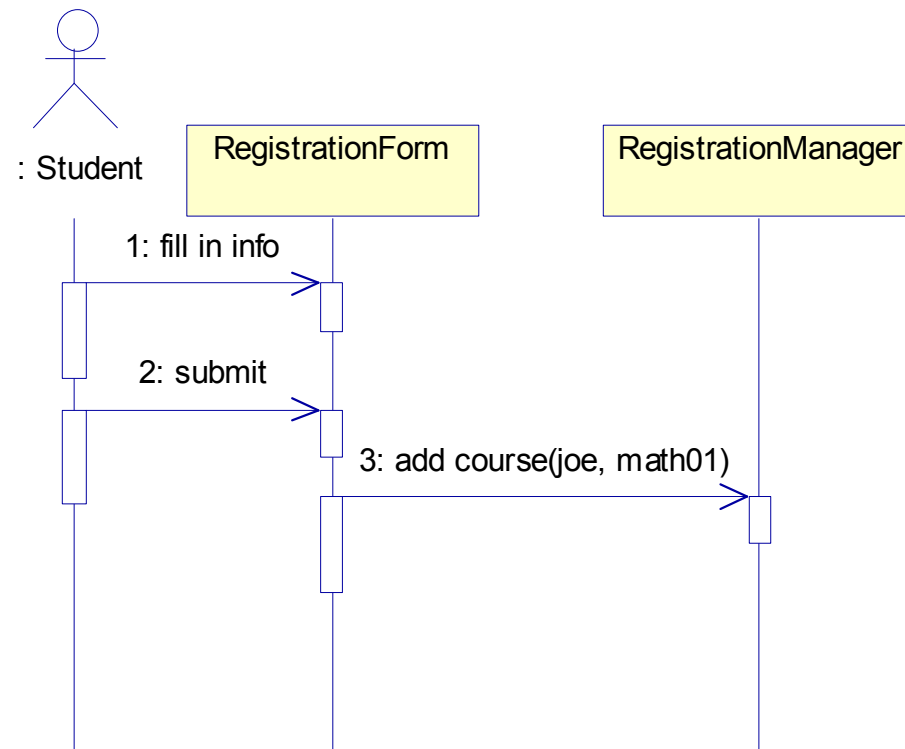 : Student
RegistrationForm
RegistrationManager
1: fill in info
2: submit
3: add course(joe, math01)